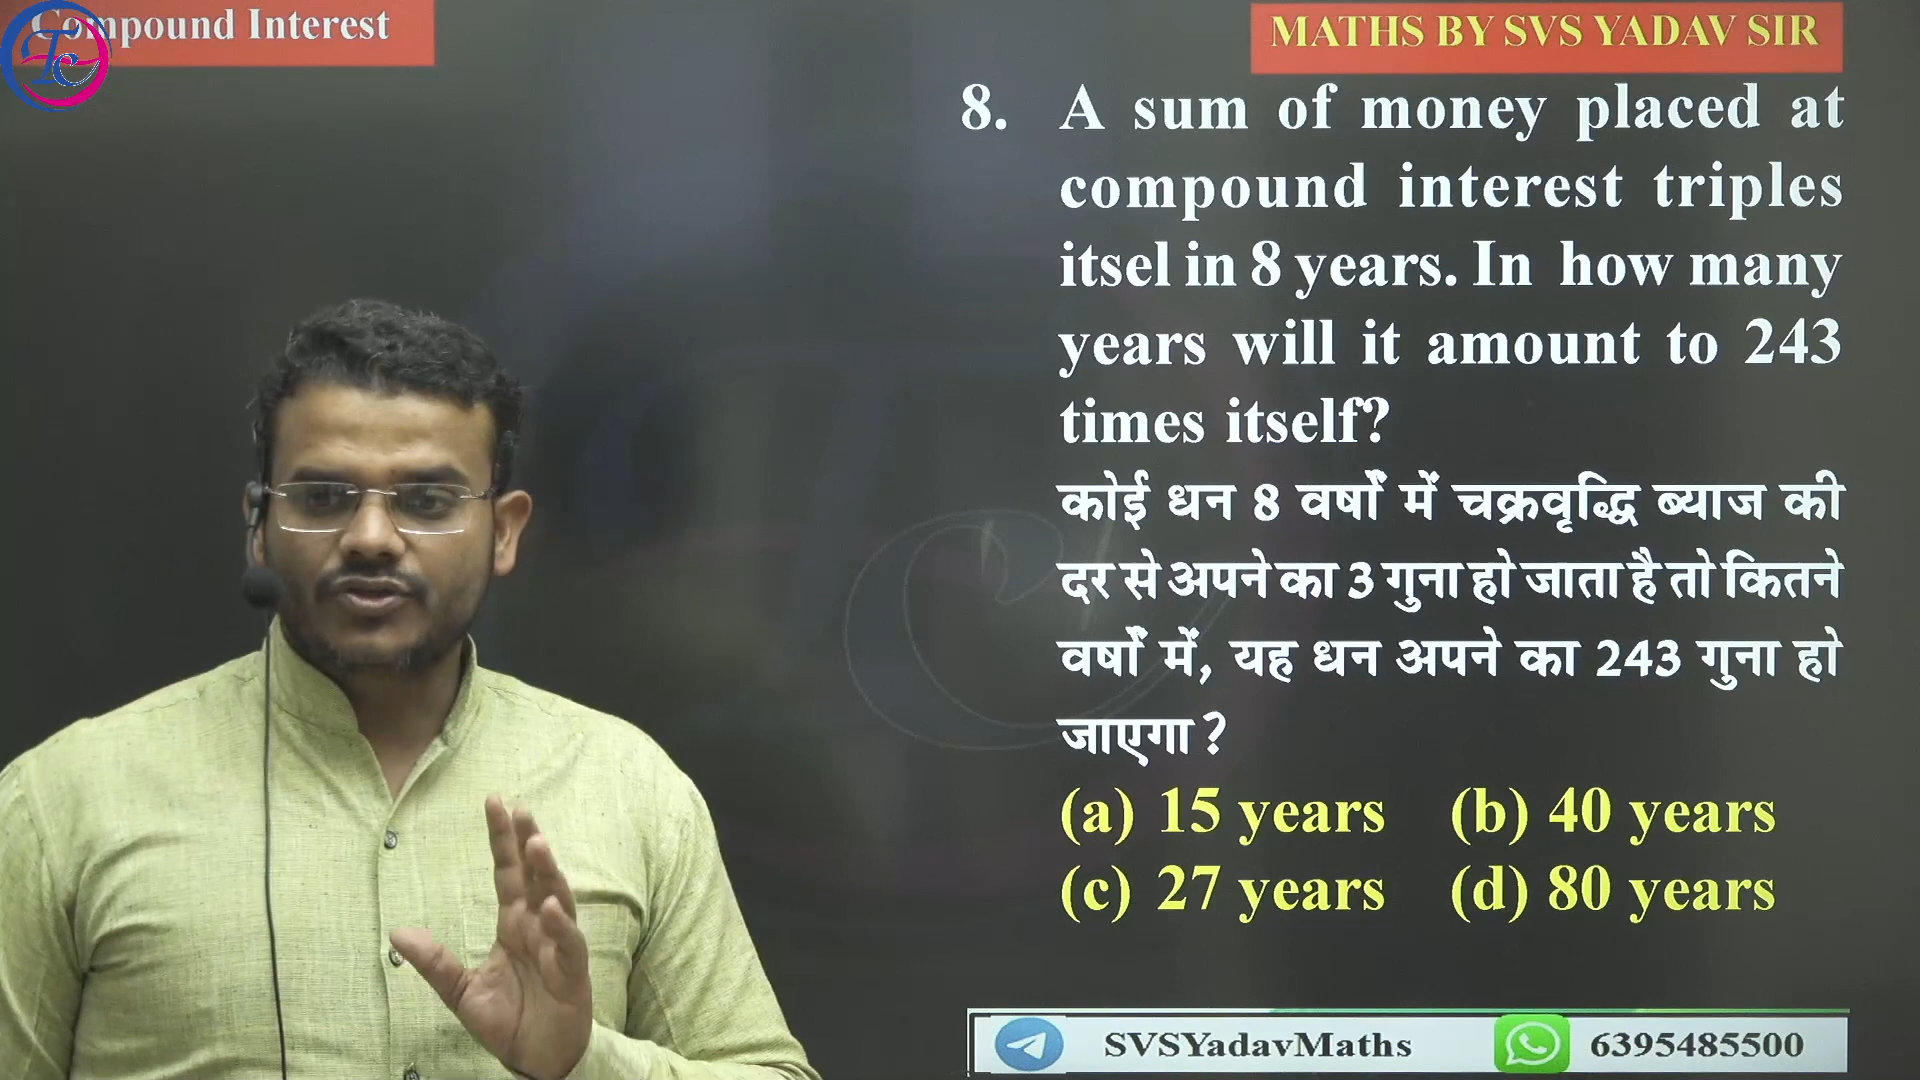 Compound Interest
Tc
MATHS BY SVS YADAV SIR
8. A sum of money placed at
compound interest triples
itsel in 8 years. In how many
years will it amount to 243
times itself?
कोई धन 8 वर्षों में चक्रवृद्धि ब्याज की
दर से अपने का 3 गुना हो जाता है तो कितने
वर्षों में, यह धन अपने का 243 गुना हो
जाएगा ?
(a) 15 years (b) 40 years
(c) 27 years (d) 80 years
SVSYadavMaths 6395485500